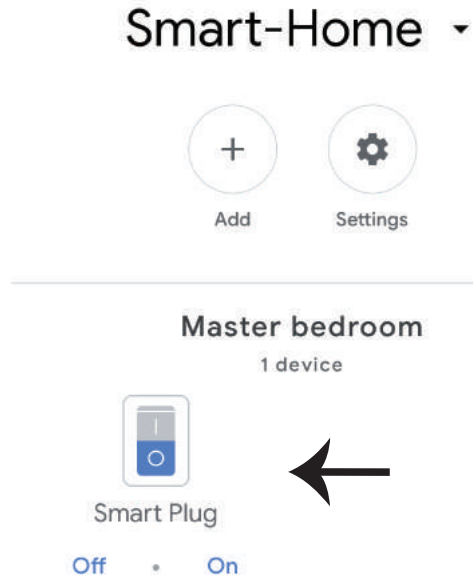 Smart-Home
Add Settings
Master bedroom
1 device
Smart Plug
Off • On